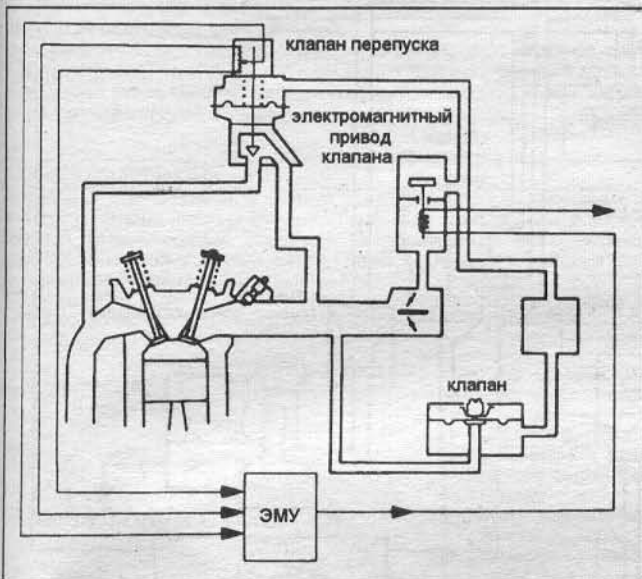 клапан перепуска
электромагнитный
привод
клапана
клапан
ЭМУ